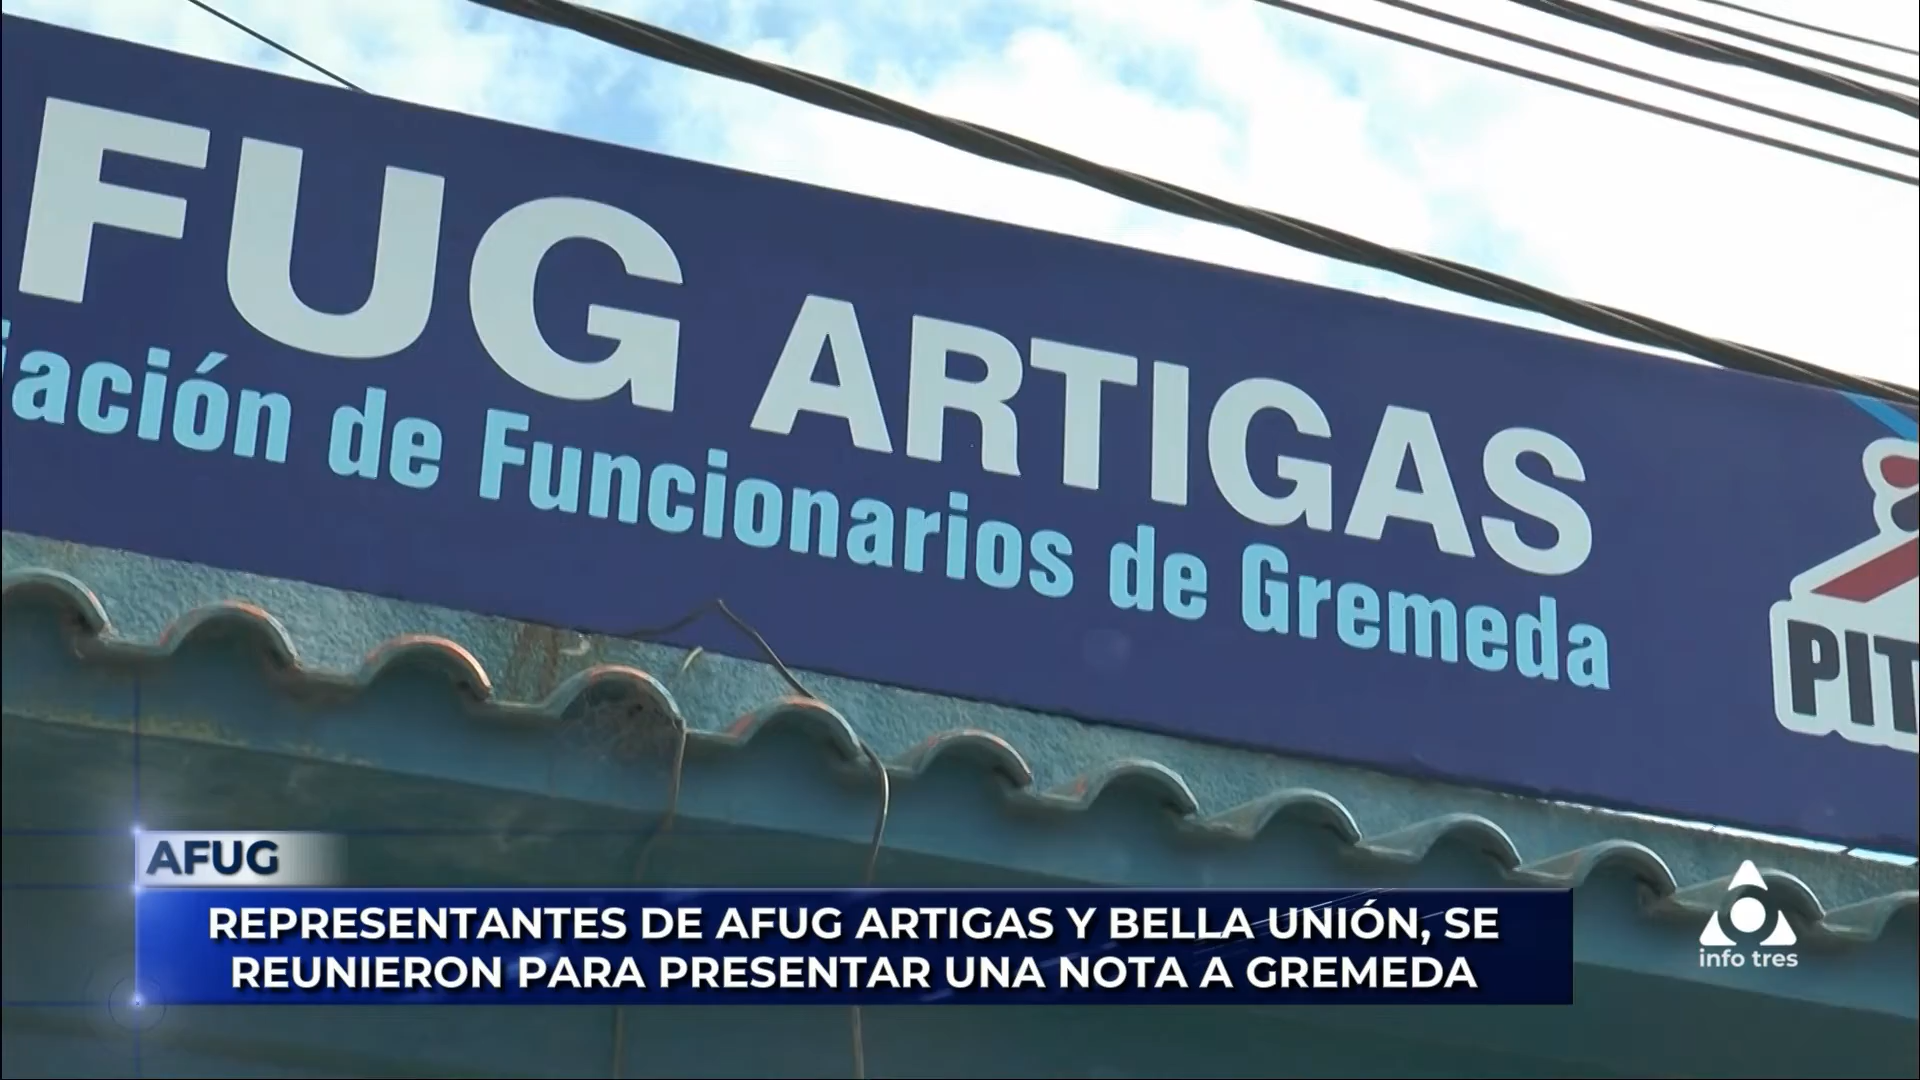 FUG ARTIGAS
iación de Funcionarios de Gremeda
PIT
AFUG
REPRESENTANTES DE AFUG ARTIGAS Y BELLA UNIÓN, SE
REUNIERON PARA PRESENTAR UNA NOTA A GREMEDA
info tres